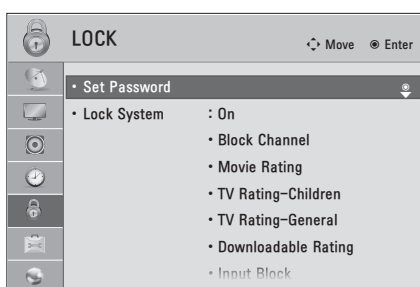 LOCK
Move Enter
• Set Password
• Lock System : On
• Block Channel
• Movie Rating
• TV Rating-Children
• TV Rating-General
• Downloadable Rating
• Input Block